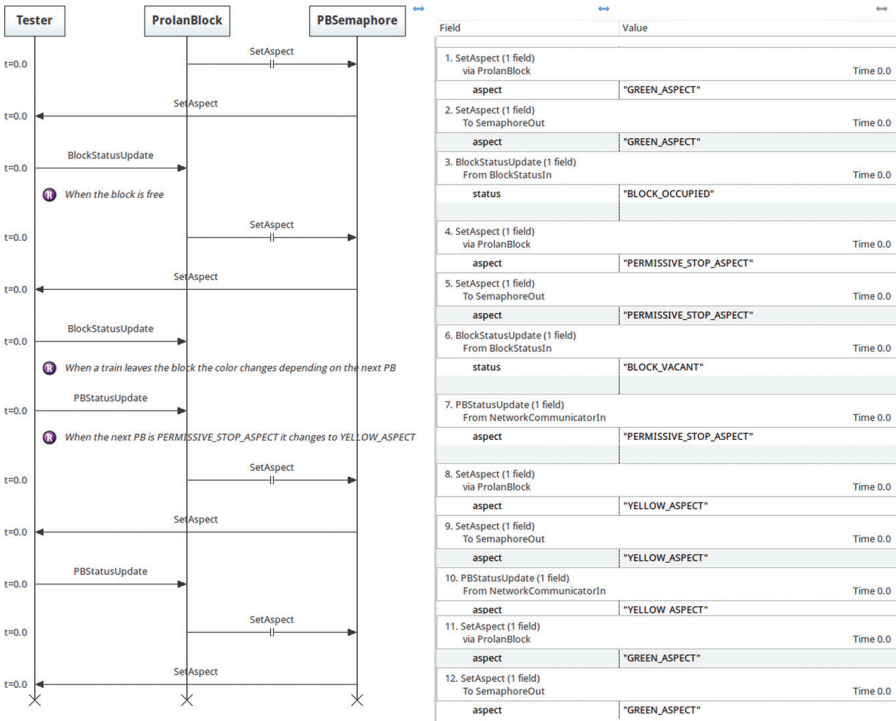 Tester
ProlanBlock
PBSemaphore
SetAspect
t=0.0
SetAspect
t=0.0
BlockStatusUpdate
t=0.0
R When the block is free
SetAspect
t=0.0
SetAspect
t=0.0
BlockStatusUpdate
t=0.0
R When a train leaves the block the color changes depending on the next PB
PBStatusUpdate
t=0.0
R When the next PB is PERMISSIVE_STOP_ASPECT it changes to YELLOW_ASPECT
SetAspect
t=0.0
SetAspect
t=0.0
PBStatusUpdate
t=0.0
SetAspect
t=0.0
SetAspect
t=0.0
Field Value
1. SetAspect (1 field)
via ProlanBlock Time 0.0
aspect "GREEN_ASPECT"
2. SetAspect (1 field)
To SemaphoreOut Time 0.0
aspect "GREEN_ASPECT"
3. BlockStatusUpdate (1 field)
From BlockStatusIn Time 0.0
status "BLOCK_OCCUPIED"
4. SetAspect (1 field)
via ProlanBlock Time 0.0
aspect "PERMISSIVE_STOP_ASPECT"
5. SetAspect (1 field)
To SemaphoreOut Time 0.0
aspect "PERMISSIVE_STOP_ASPECT"
6. BlockStatusUpdate (1 field)
From BlockStatusIn Time 0.0
status "BLOCK_VACANT"
7. PBStatusUpdate (1 field)
From NetworkCommunicatorIn Time 0.0
aspect "PERMISSIVE_STOP_ASPECT"
8. SetAspect (1 field)
via ProlanBlock Time 0.0
aspect "YELLOW_ASPECT"
9. SetAspect (1 field)
To SemaphoreOut Time 0.0
aspect "YELLOW_ASPECT"
10. PBStatusUpdate (1 field)
From NetworkCommunicatorIn Time 0.0
aspect "YELLOW ASPECT"
11. SetAspect (1 field)
via ProlanBlock Time 0.0
aspect "GREEN_ASPECT"
12. SetAspect (1 field)
To SemaphoreOut Time 0.0
aspect "GREEN_ASPECT"